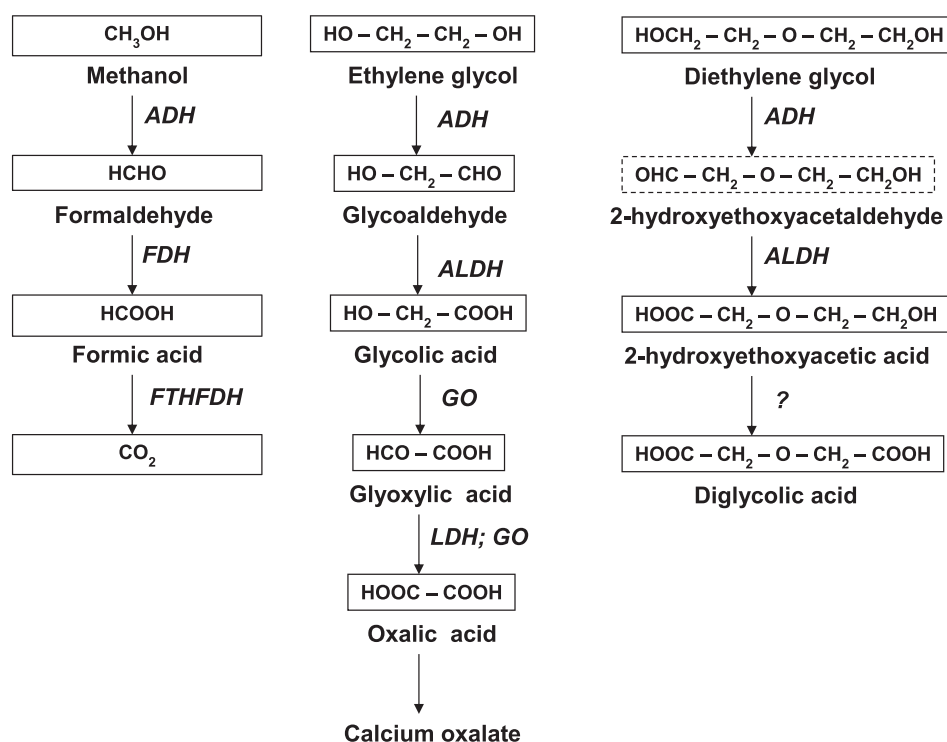 CH₃OH
Methanol
ADH
HCHO
Formaldehyde
FDH
HCOOH
Formic acid
FTHFDH
CO₂
HO – CH₂ – CH₂ – OH
Ethylene glycol
ADH
HO – CH₂ – CHO
Glycoaldehyde
ALDH
HO – CH₂ – COOH
Glycolic acid
GO
HCO – COOH
Glyoxylic acid
LDH; GO
HOOC – COOH
Oxalic acid
Calcium oxalate
HOCH₂ – CH₂ – O – CH₂ – CH₂OH
Diethylene glycol
ADH
OHC – CH₂ – O – CH₂ – CH₂OH
2-hydroxyethoxyacetaldehyde
ALDH
HOOC – CH₂ – O – CH₂ – CH₂OH
2-hydroxyethoxyacetic acid
?
HOOC – CH₂ – O – CH₂ – COOH
Diglycolic acid